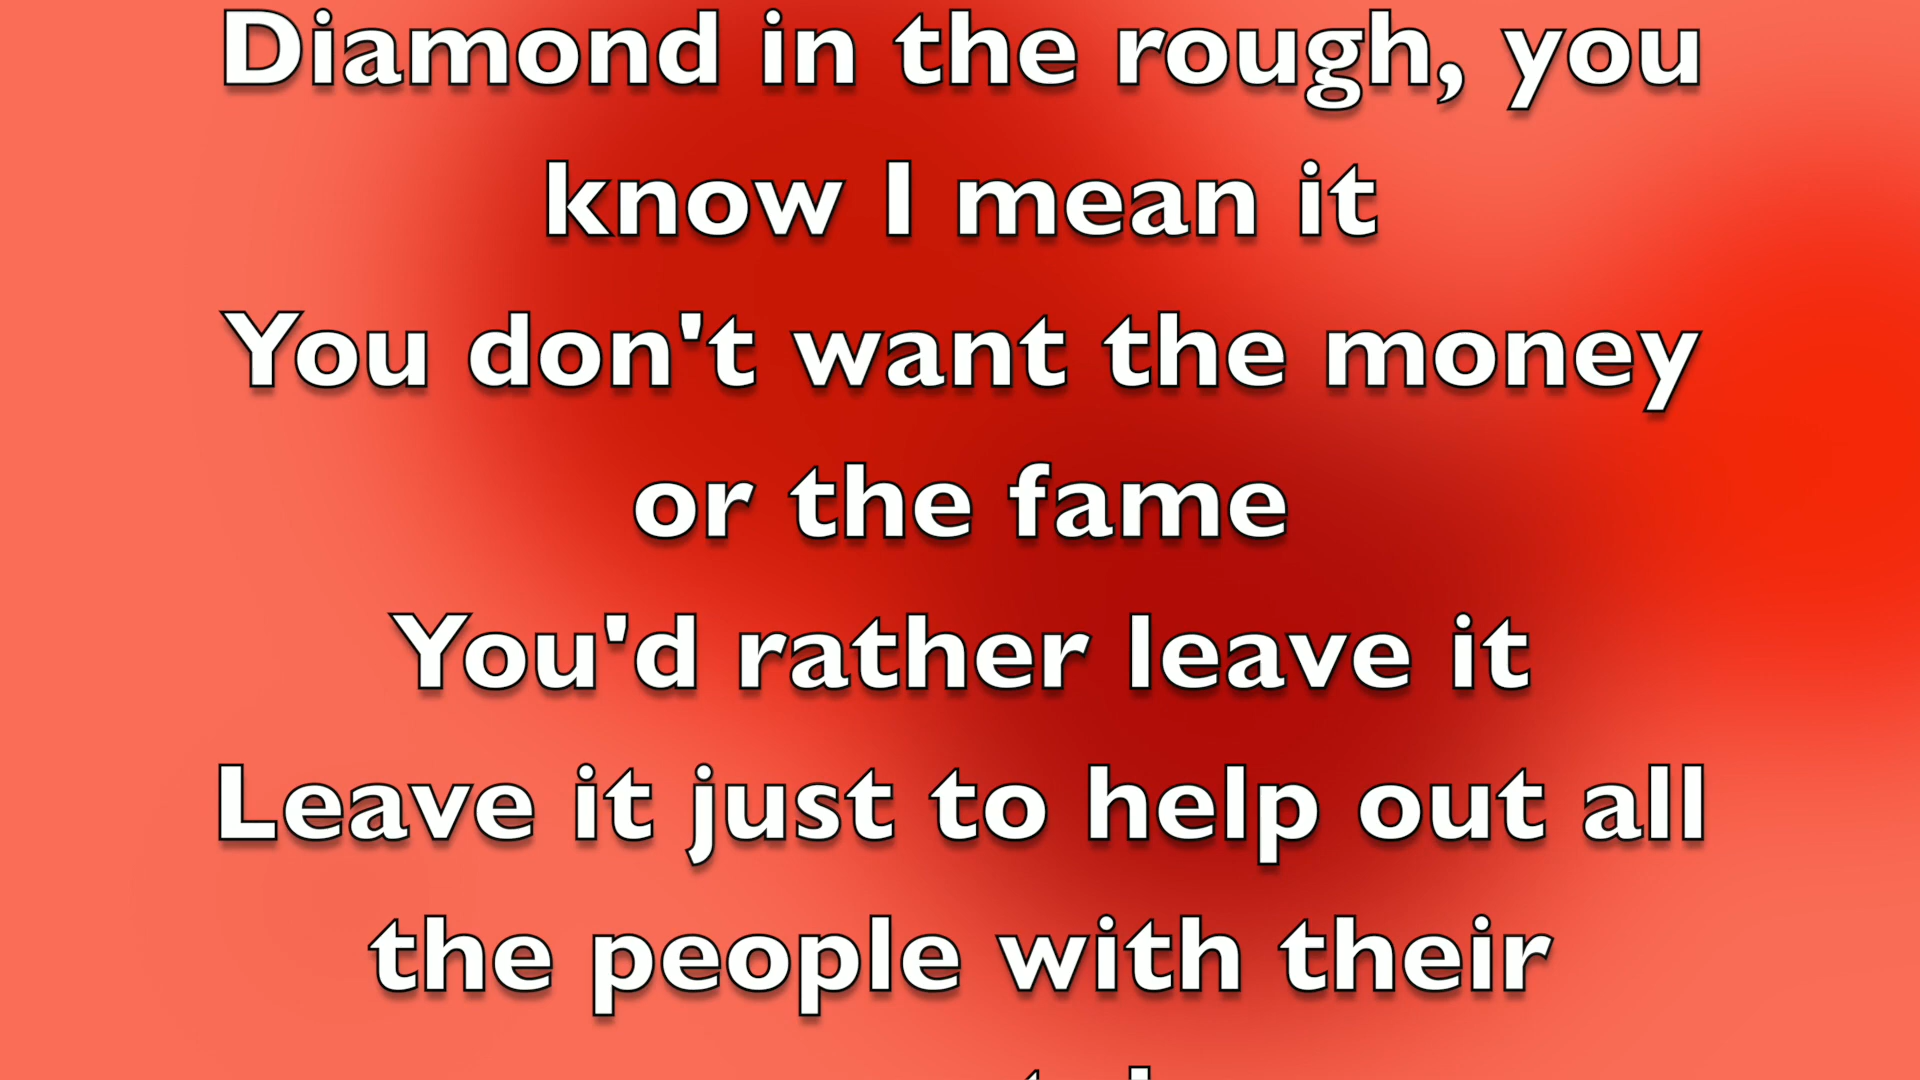 Diamond in the rough, you
know I mean it
You don't want the money
or the fame
You'd rather leave it
Leave it just to help out all
the people with their